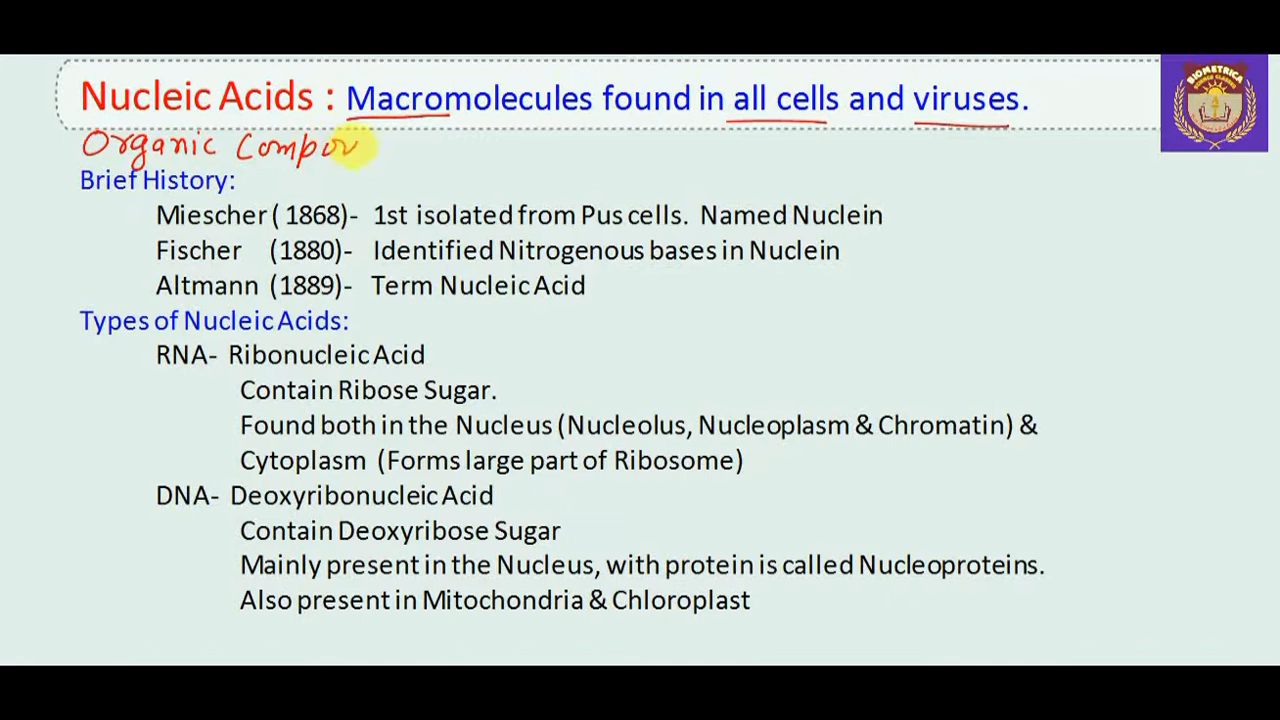 Nucleic Acids : Macromolecules found in all cells and viruses.
BIOMETRICA
Organic Compou
Brief History:
Miescher ( 1868)- 1st isolated from Pus cells. Named Nuclein
Fischer (1880)- Identified Nitrogenous bases in Nuclein
Altmann (1889)- Term Nucleic Acid
Types of Nucleic Acids:
RNA- Ribonucleic Acid
Contain Ribose Sugar.
Found both in the Nucleus (Nucleolus, Nucleoplasm & Chromatin) &
Cytoplasm (Forms large part of Ribosome)
DNA- Deoxyribonucleic Acid
Contain Deoxyribose Sugar
Mainly present in the Nucleus, with protein is called Nucleoproteins.
Also present in Mitochondria & Chloroplast